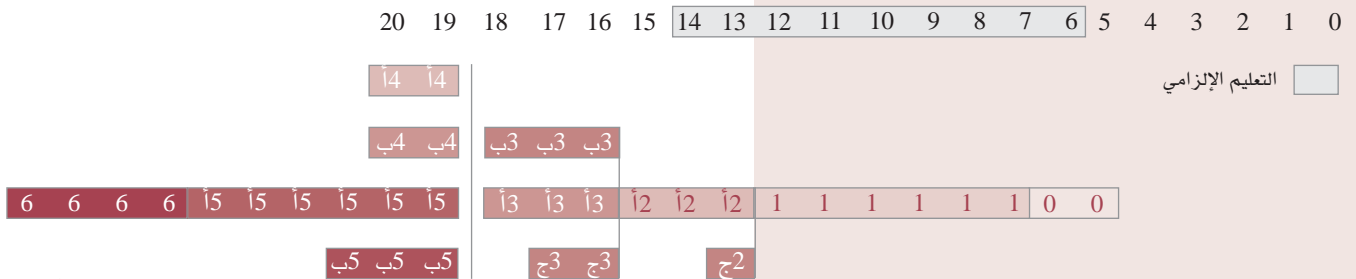 0 1 2 3 4 5 6 7 8 9 10 11 12 13 14 15 16 17 18 19 20
التعليم الإلزامي
4أ 4أ
3ب 3ب 3ب 4ب 4ب
0 0 1 1 1 1 1 1 2أ 2أ 2أ 3أ 3أ 3أ 5أ 5أ 5أ 5أ 5أ 5أ 6 6 6 6
2ج 3ج 3ج 5ب 5ب 5ب